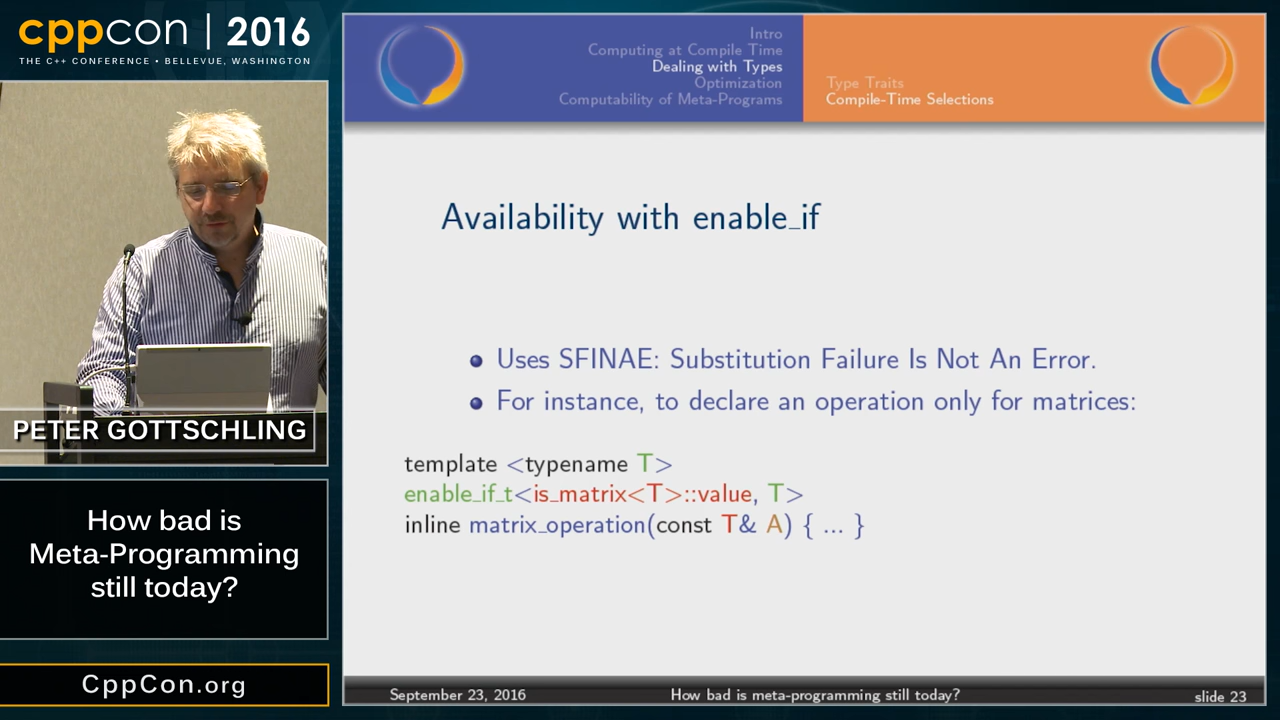 cppcon | 2016
THE C++ CONFERENCE • BELLEVUE, WASHINGTON
PETER GOTTSCHLING
How bad is
Meta-Programming
still today?
CppCon.org
Intro
Computing at Compile Time
Dealing with Types
Optimization
Computability of Meta-Programs
Type Traits
Compile-Time Selections
Availability with enable_if
Uses SFINAE: Substitution Failure Is Not An Error.
For instance, to declare an operation only for matrices:
template <typename T>
enable_if_t<is_matrix<T>::value, T>
inline matrix_operation(const T& A) { ... }
September 23, 2016
How bad is meta-programming still today?
slide 23